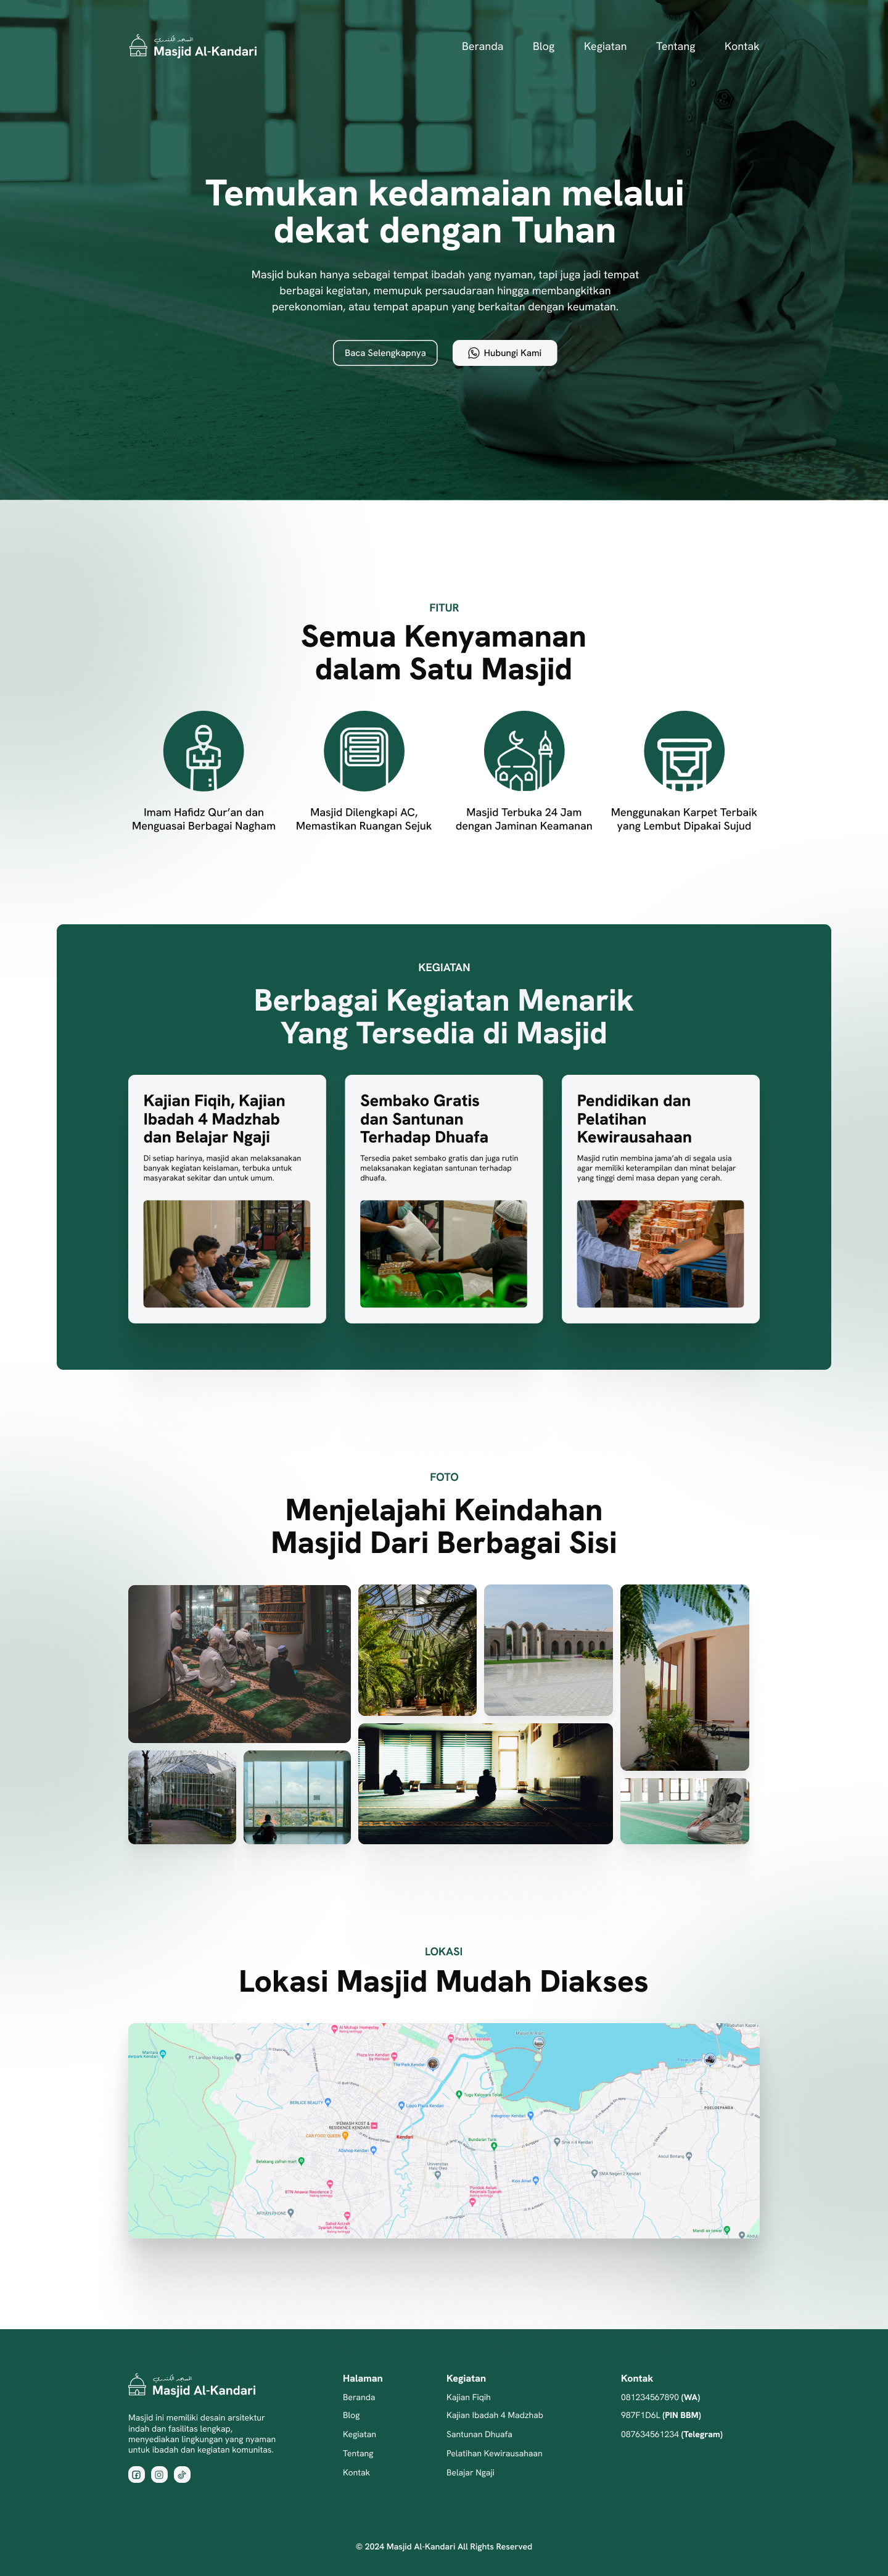 Masjid Al-Kandari
Beranda
Blog
Kegiatan
Tentang
Kontak
Temukan kedamaian melalui
dekat dengan Tuhan
Masjid bukan hanya sebagai tempat ibadah yang nyaman, tapi juga jadi tempat
berbagai kegiatan, memupuk persaudaraan hingga membangkitkan
perekonomian, atau tempat apapun yang berkaitan dengan keumatan.
Baca Selengkapnya
Hubungi Kami
FITUR
Semua Kenyamanan
dalam Satu Masjid
Imam Hafidz Qur’an dan
Menguasai Berbagai Nagham
Masjid Dilengkapi AC,
Memastikan Ruangan Sejuk
Masjid Terbuka 24 Jam
dengan Jaminan Keamanan
Menggunakan Karpet Terbaik
yang Lembut Dipakai Sujud
KEGIATAN
Berbagai Kegiatan Menarik
Yang Tersedia di Masjid
Kajian Fiqih, Kajian
Ibadah 4 Madzhab
dan Belajar Ngaji
Di setiap harinya, masjid akan melaksanakan
banyak kegiatan keislaman, terbuka untuk
masyarakat sekitar dan untuk umum.
Sembako Gratis
dan Santunan
Terhadap Dhuafa
Tersedia paket sembako gratis dan juga rutin
melaksanakan kegiatan santunan terhadap
dhuafa.
Pendidikan dan
Pelatihan
Kewirausahaan
Masjid rutin membina jama’ah di segala usia
agar memiliki keterampilan dan minat belajar
yang tinggi demi masa depan yang cerah.
FOTO
Menjelajahi Keindahan
Masjid Dari Berbagai Sisi
LOKASI
Lokasi Masjid Mudah Diakses
Kendari
Masjid Al-Kandari
Masjid ini memiliki desain arsitektur
indah dan fasilitas lengkap,
menyediakan lingkungan yang nyaman
untuk ibadah dan kegiatan komunitas.
Halaman
Beranda
Blog
Kegiatan
Tentang
Kontak
Kegiatan
Kajian Fiqih
Kajian Ibadah 4 Madzhab
Santunan Dhuafa
Pelatihan Kewirausahaan
Belajar Ngaji
Kontak
081234567890 (WA)
987F1D6L (PIN BBM)
087634561234 (Telegram)
© 2024 Masjid Al-Kandari All Rights Reserved